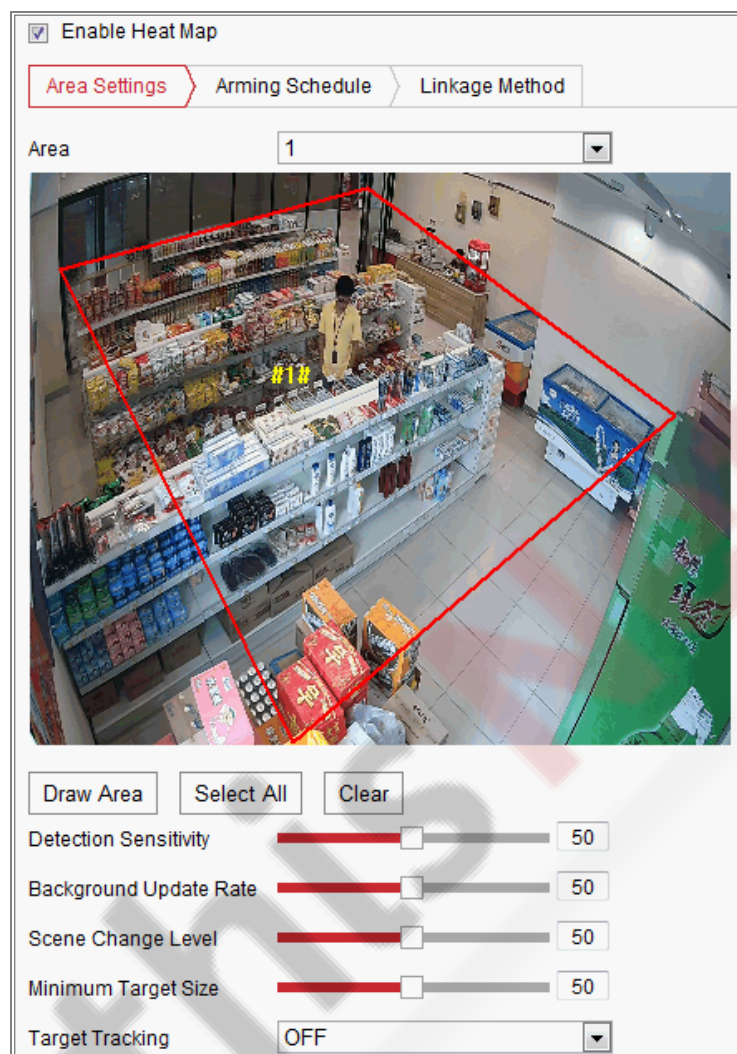 Enable Heat Map
Area Settings
Arming Schedule
Linkage Method
Area
1
#1#
Draw Area
Select All
Clear
Detection Sensitivity
50
Background Update Rate
50
Scene Change Level
50
Minimum Target Size
50
Target Tracking
OFF
this